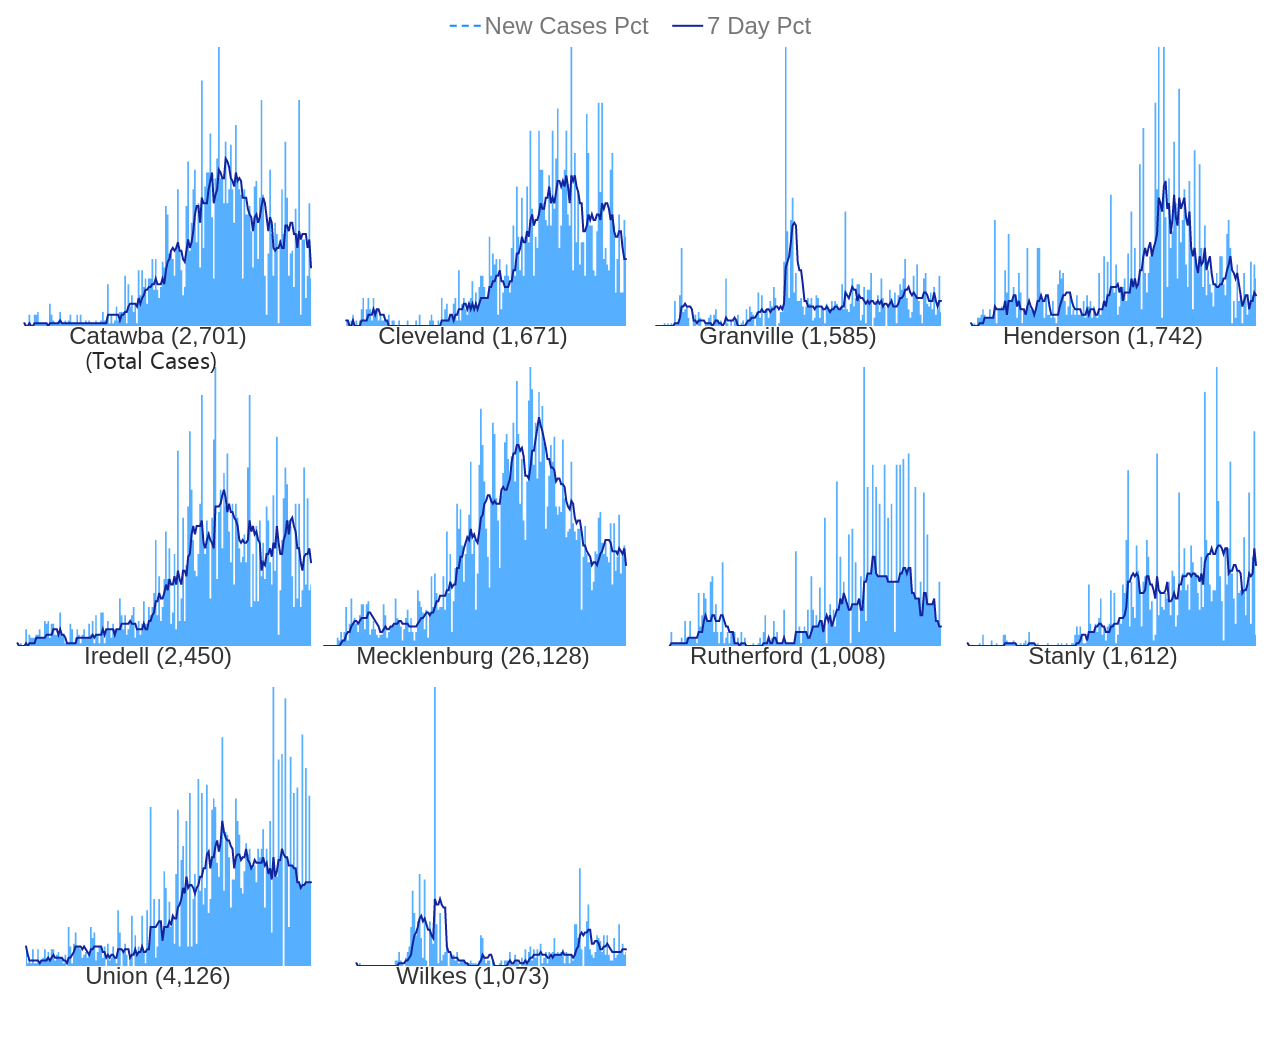 New Cases Pct 7 Day Pct
Catawba (2,701) Cleveland (1,671) Granville (1,585) Henderson (1,742)
(Total Cases)
Iredell (2,450) Mecklenburg (26,128) Rutherford (1,008) Stanly (1,612)
Union (4,126) Wilkes (1,073)